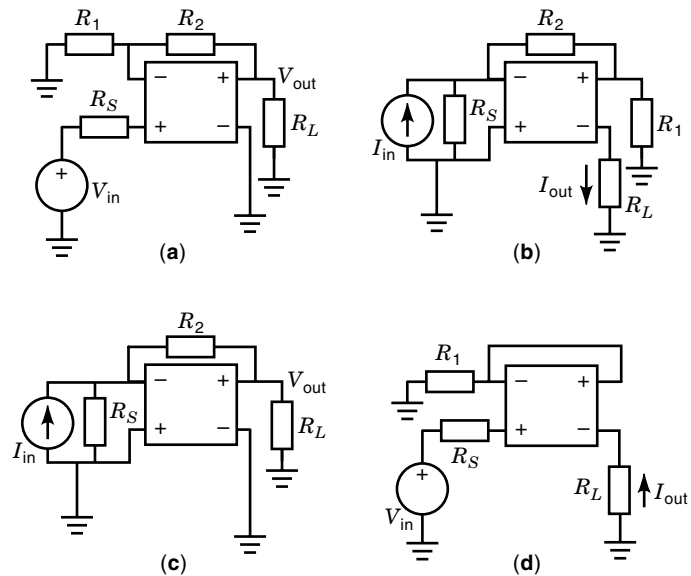 R1 R2
− + Vout
RS + − RL
+ Vin
(a)
R2
− +
RS R1
Iin + −
Iout RL
(b)
R2
− + Vout
RS RL
Iin + −
(c)
R1 − +
+ −
RS
+ Vin RL Iout
(d)